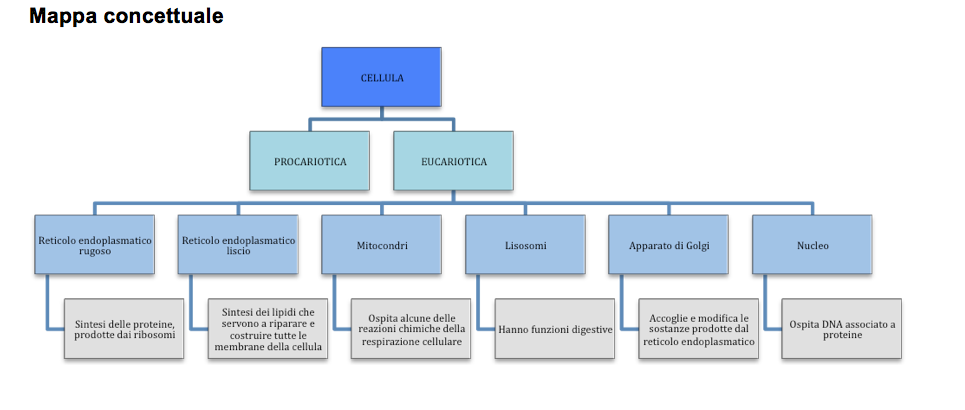 Mappa concettuale
CELLULA
PROCARIOTICA
EUCARIOTICA
Reticolo endoplasmatico
rugoso
Reticolo endoplasmatico
liscio
Mitocondri
Lisosomi
Apparato di Golgi
Nucleo
Sintesi delle proteine,
prodotte dai ribosomi
Sintesi dei lipidi che
servono a riparare e
costruire tutte le
membrane della cellula
Ospita alcune delle
reazioni chimiche della
respirazione cellulare
Hanno funzioni digestive
Accoglie e modifica le
sostanze prodotte dal
reticolo endoplasmatico
Ospita DNA associato a
proteine